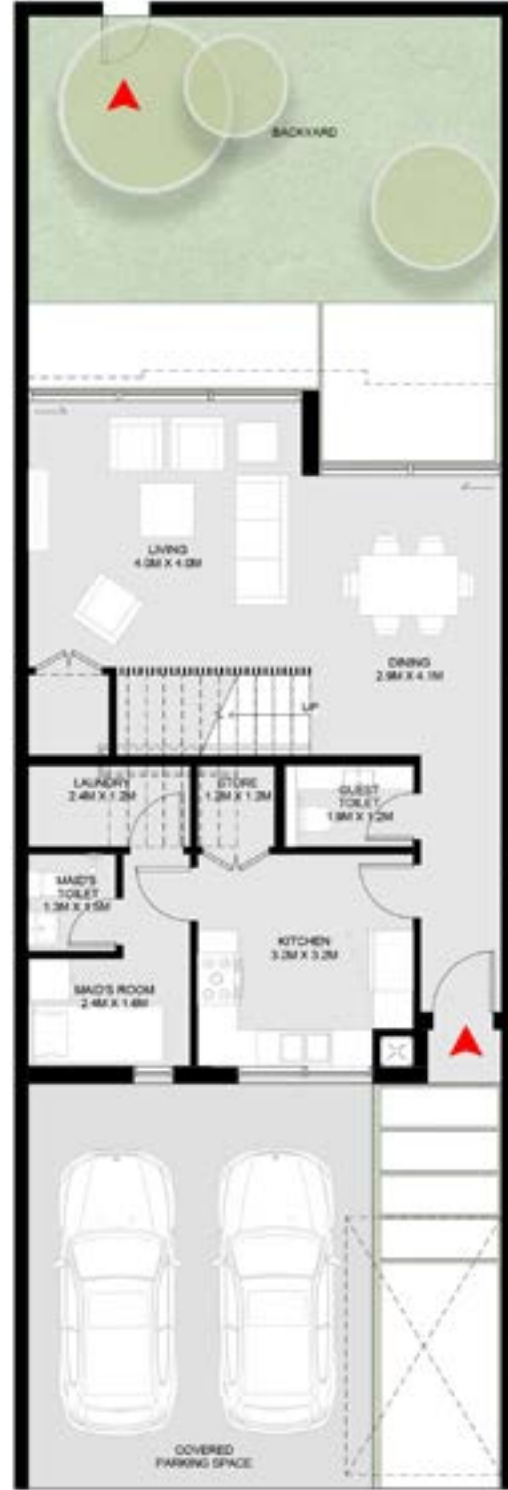 BACKYARD
LIVING
4.0M X 4.0M
DINING
2.9M X 4.1M
UP
LAUNDRY
2.4M X 1.2M
STORE
1.2M X 1.2M
GUEST
TOILET
1.9M X 1.2M
MAID'S
TOILET
KITCHEN
3.2M X 3.2M
MAID'S ROOM
2.4M X 1.6M
COVERED
PARKING SPACE